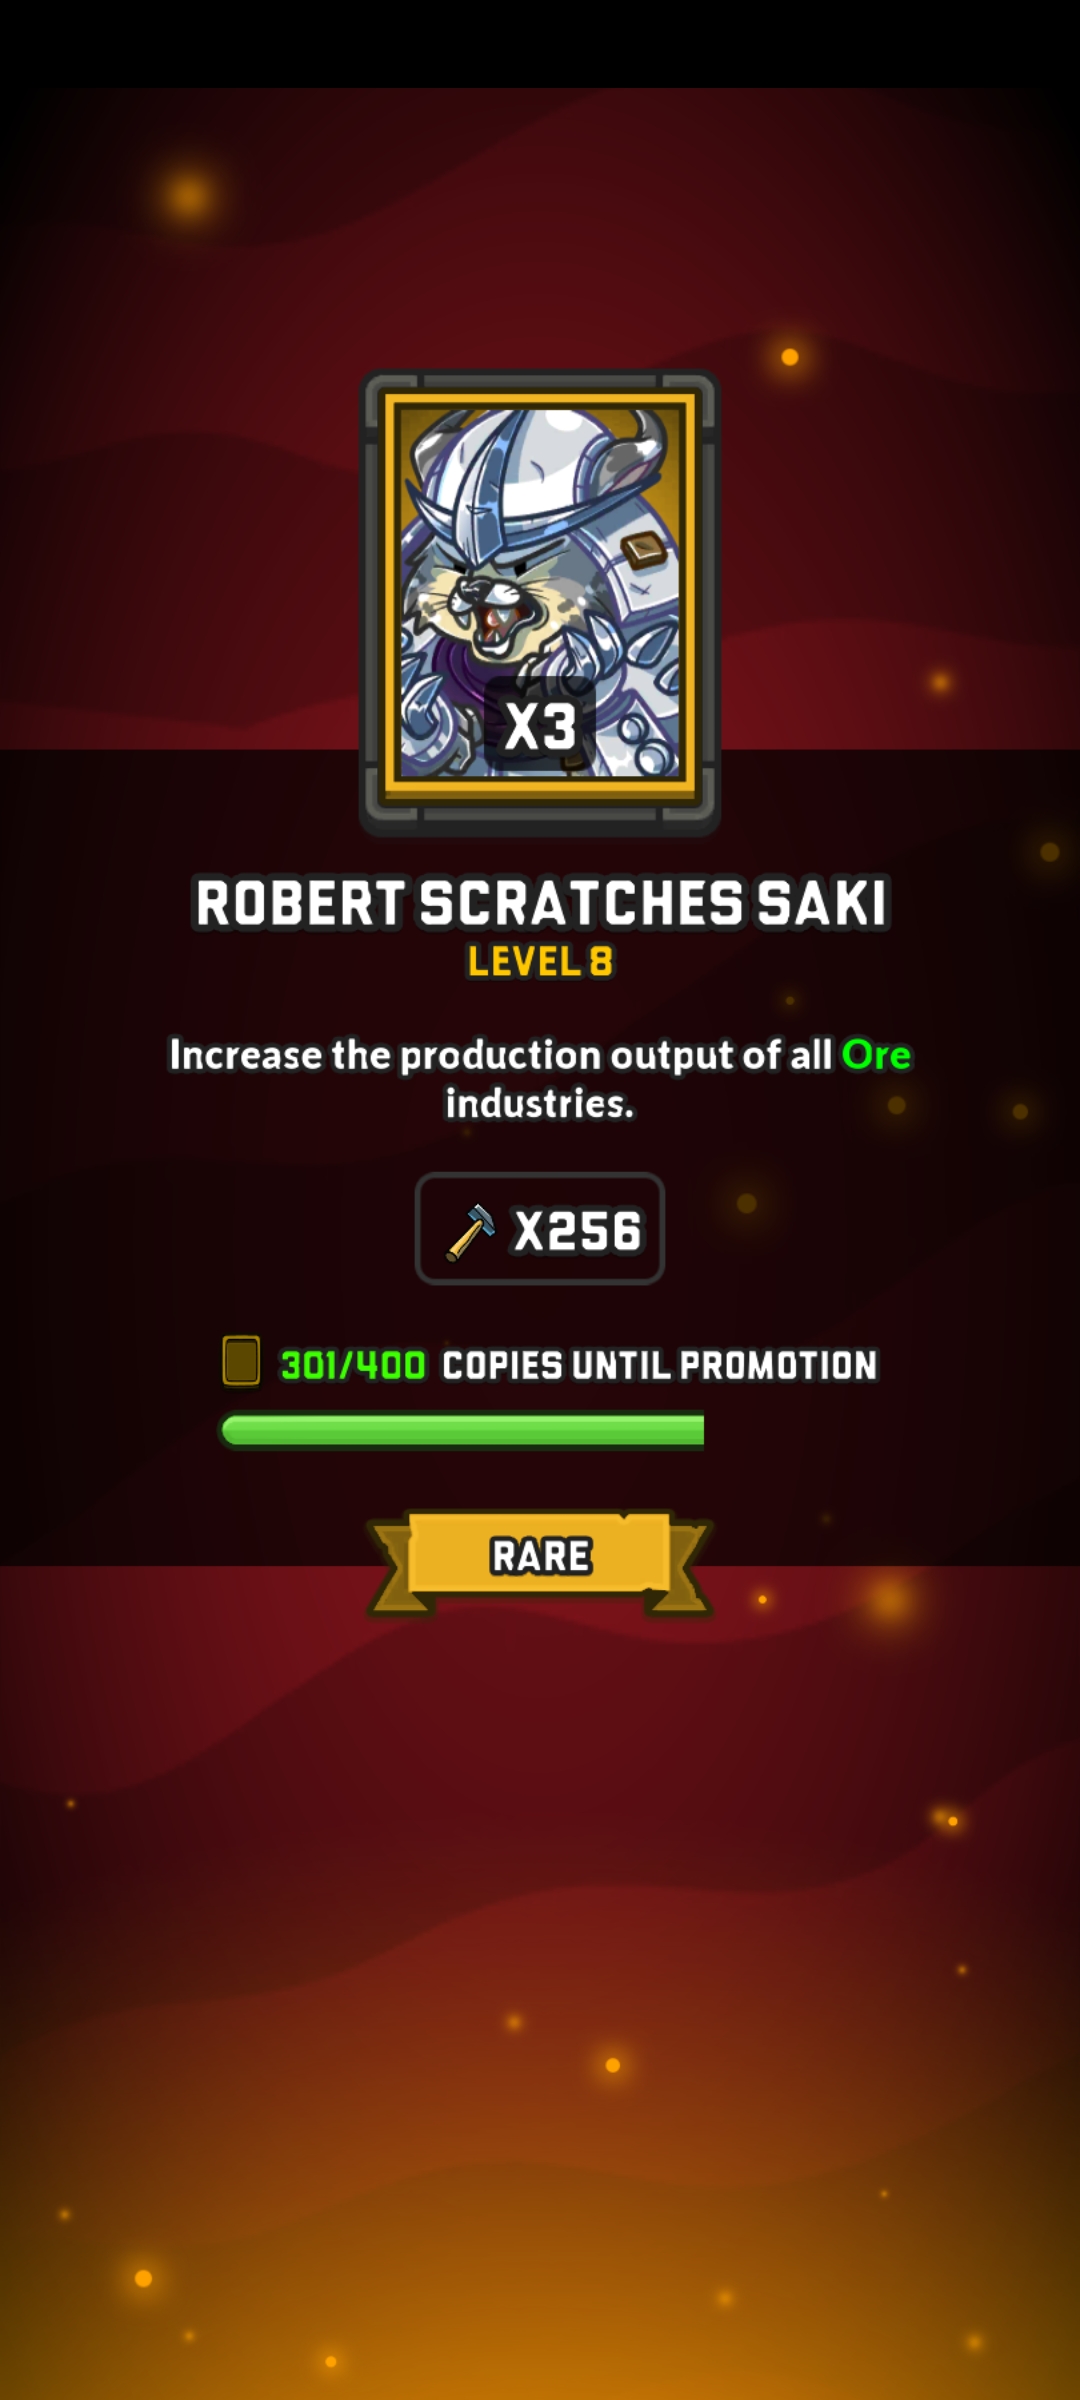 X3
ROBERT SCRATCHES SAKI
LEVEL 8
Increase the production output of all Ore
industries.
X256
301/400 COPIES UNTIL PROMOTION
RARE